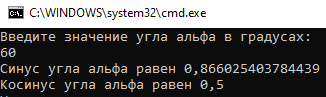 C:\WINDOWS\system32\cmd.exe
Введите значение угла альфа в градусах:
60
Синус угла альфа равен 0,866025403784439
Косинус угла альфа равен 0,5